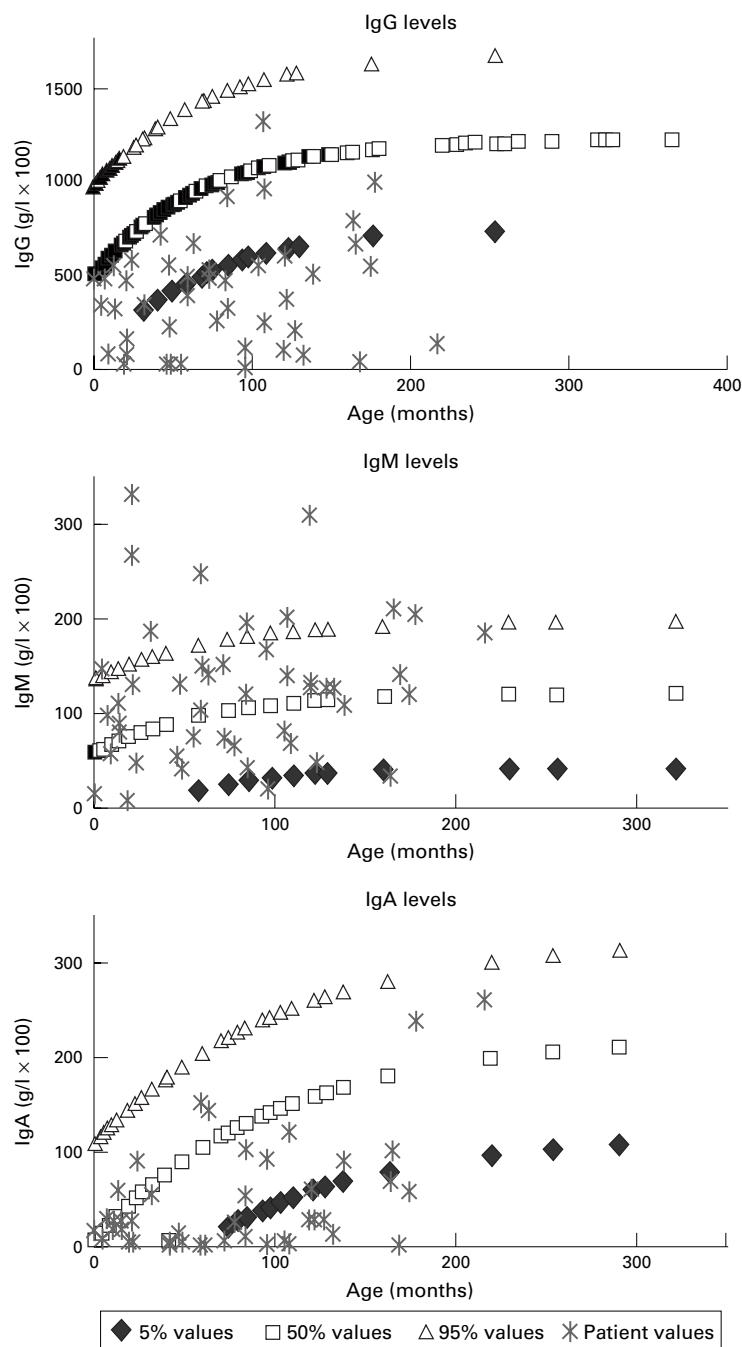 IgG levels
1500
1000
500
0
IgG (g/l × 100)
0 100 200 300 400
Age (months)
IgM levels
300
200
100
0
IgM (g/l × 100)
0 100 200 300
Age (months)
IgA levels
300
200
100
0
IgA (g/l × 100)
0 100 200 300
Age (months)
5% values 50% values 95% values Patient values